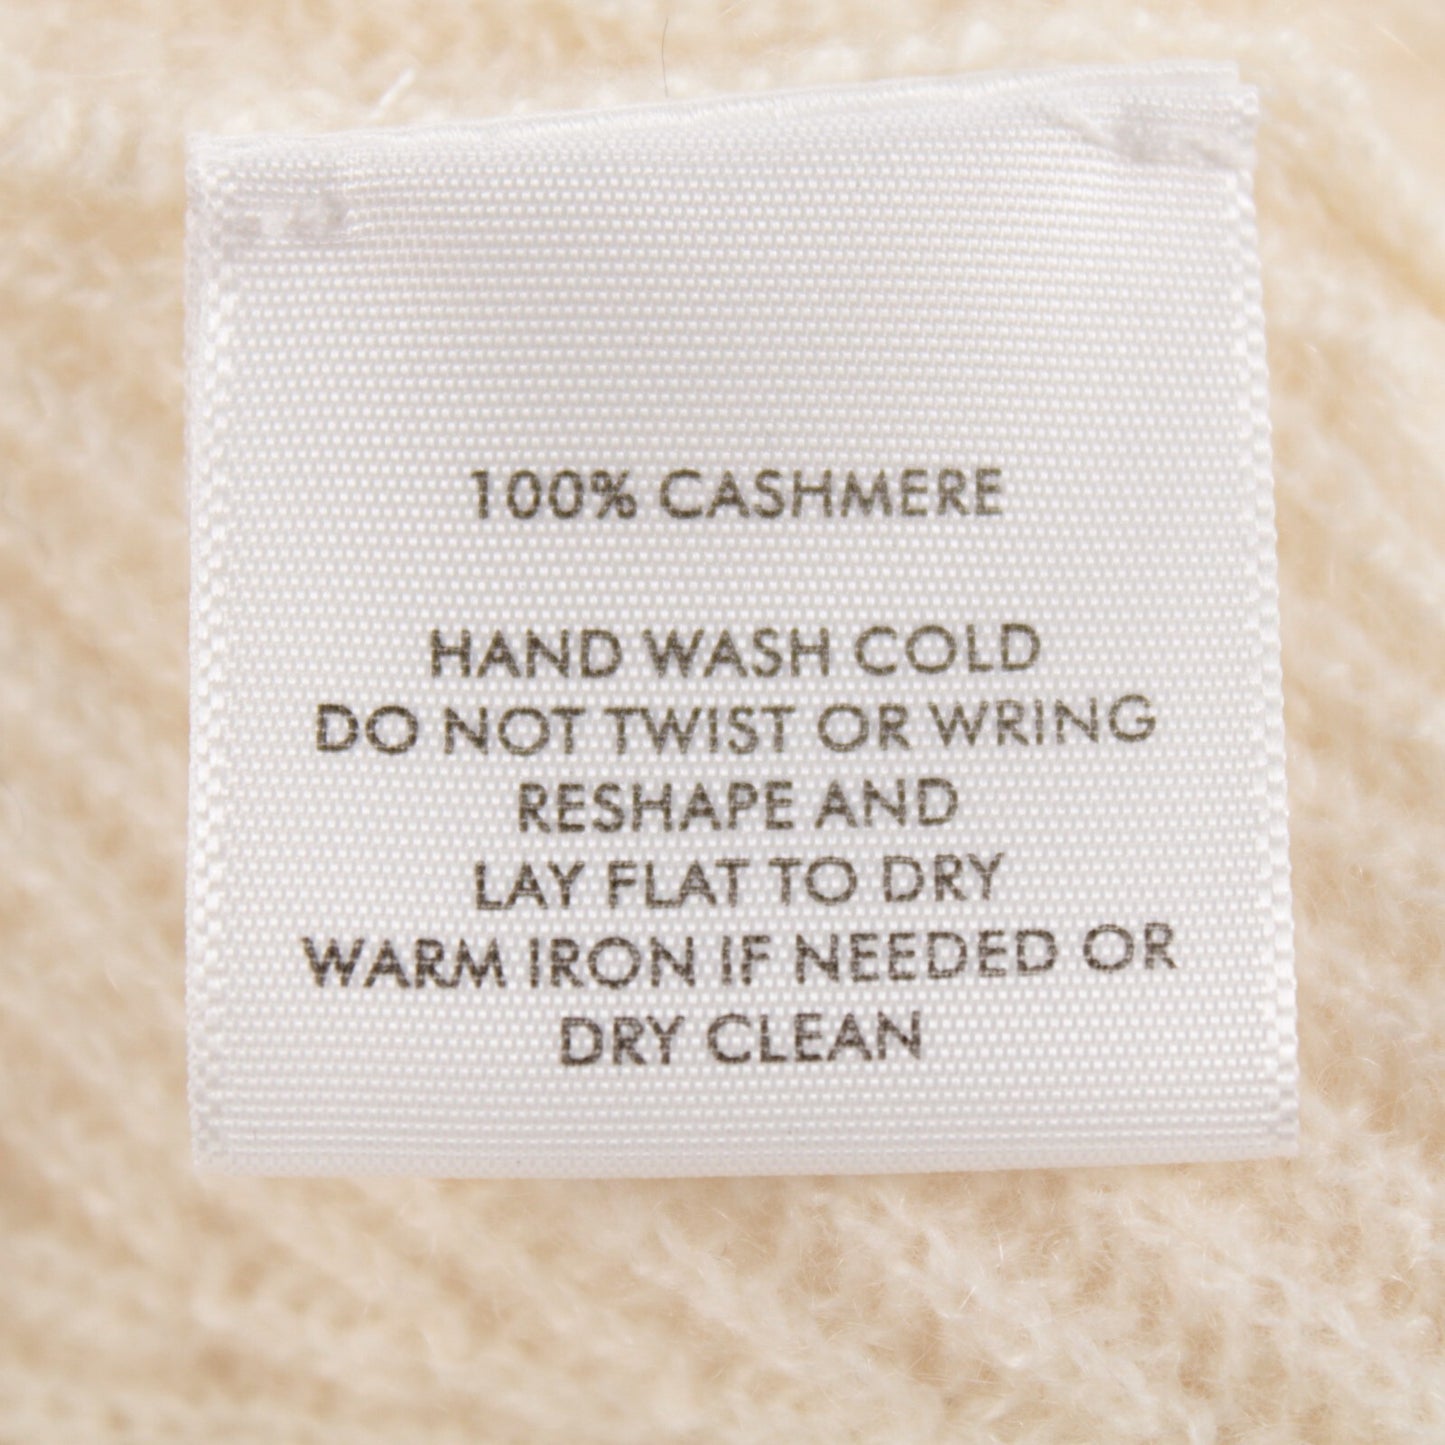 100% CASHMERE
HAND WASH COLD
DO NOT TWIST OR WRING
RESHAPE AND
LAY FLAT TO DRY
WARM IRON IF NEEDED OR
DRY CLEAN